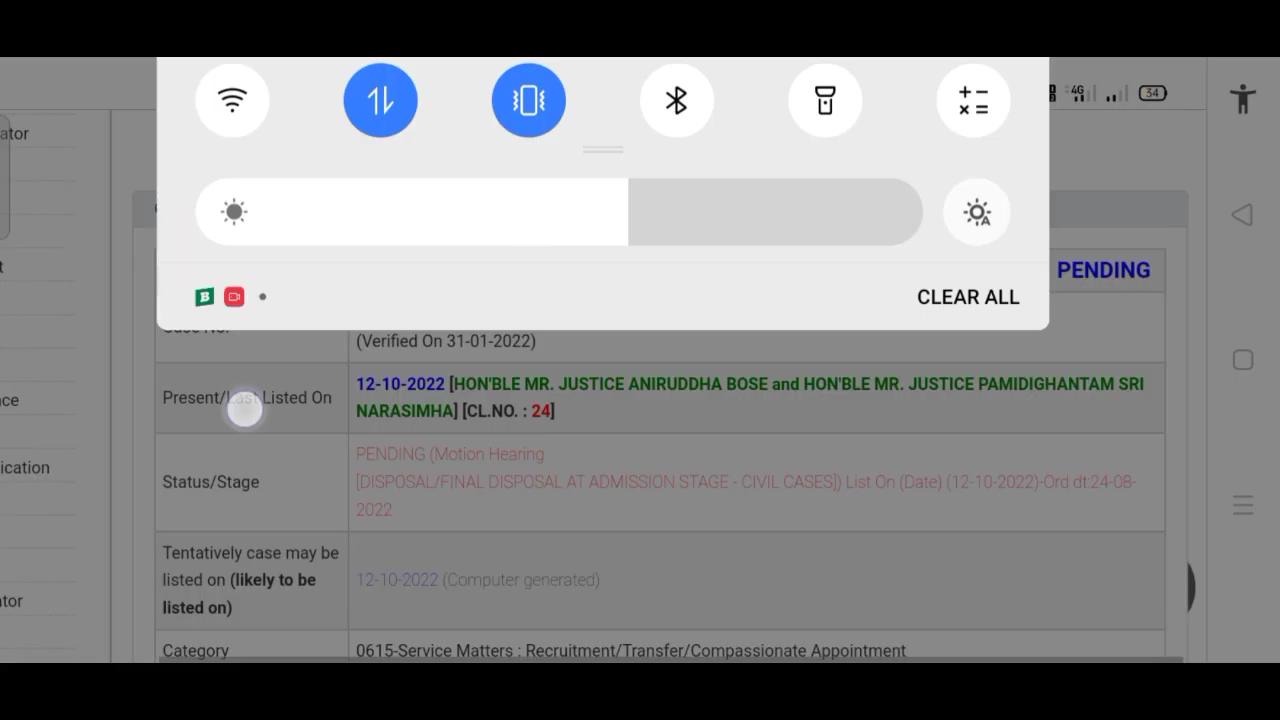 4G 34
ator
PENDING
t
CLEAR ALL
Case No.
(Verified On 31-01-2022)
nce
Present/Last Listed On
12-10-2022 [HON'BLE MR. JUSTICE ANIRUDDHA BOSE and HON'BLE MR. JUSTICE PAMIDIGHANTAM SRI
NARASIMHA] [CL.NO. : 24]
ication
Status/Stage
PENDING (Motion Hearing
[DISPOSAL/FINAL DISPOSAL AT ADMISSION STAGE - CIVIL CASES]) List On (Date) (12-10-2022)-Ord dt:24-08-
2022
Tentatively case may be
listed on (likely to be
listed on)
12-10-2022 (Computer generated)
ator
Category
0615-Service Matters : Recruitment/Transfer/Compassionate Appointment